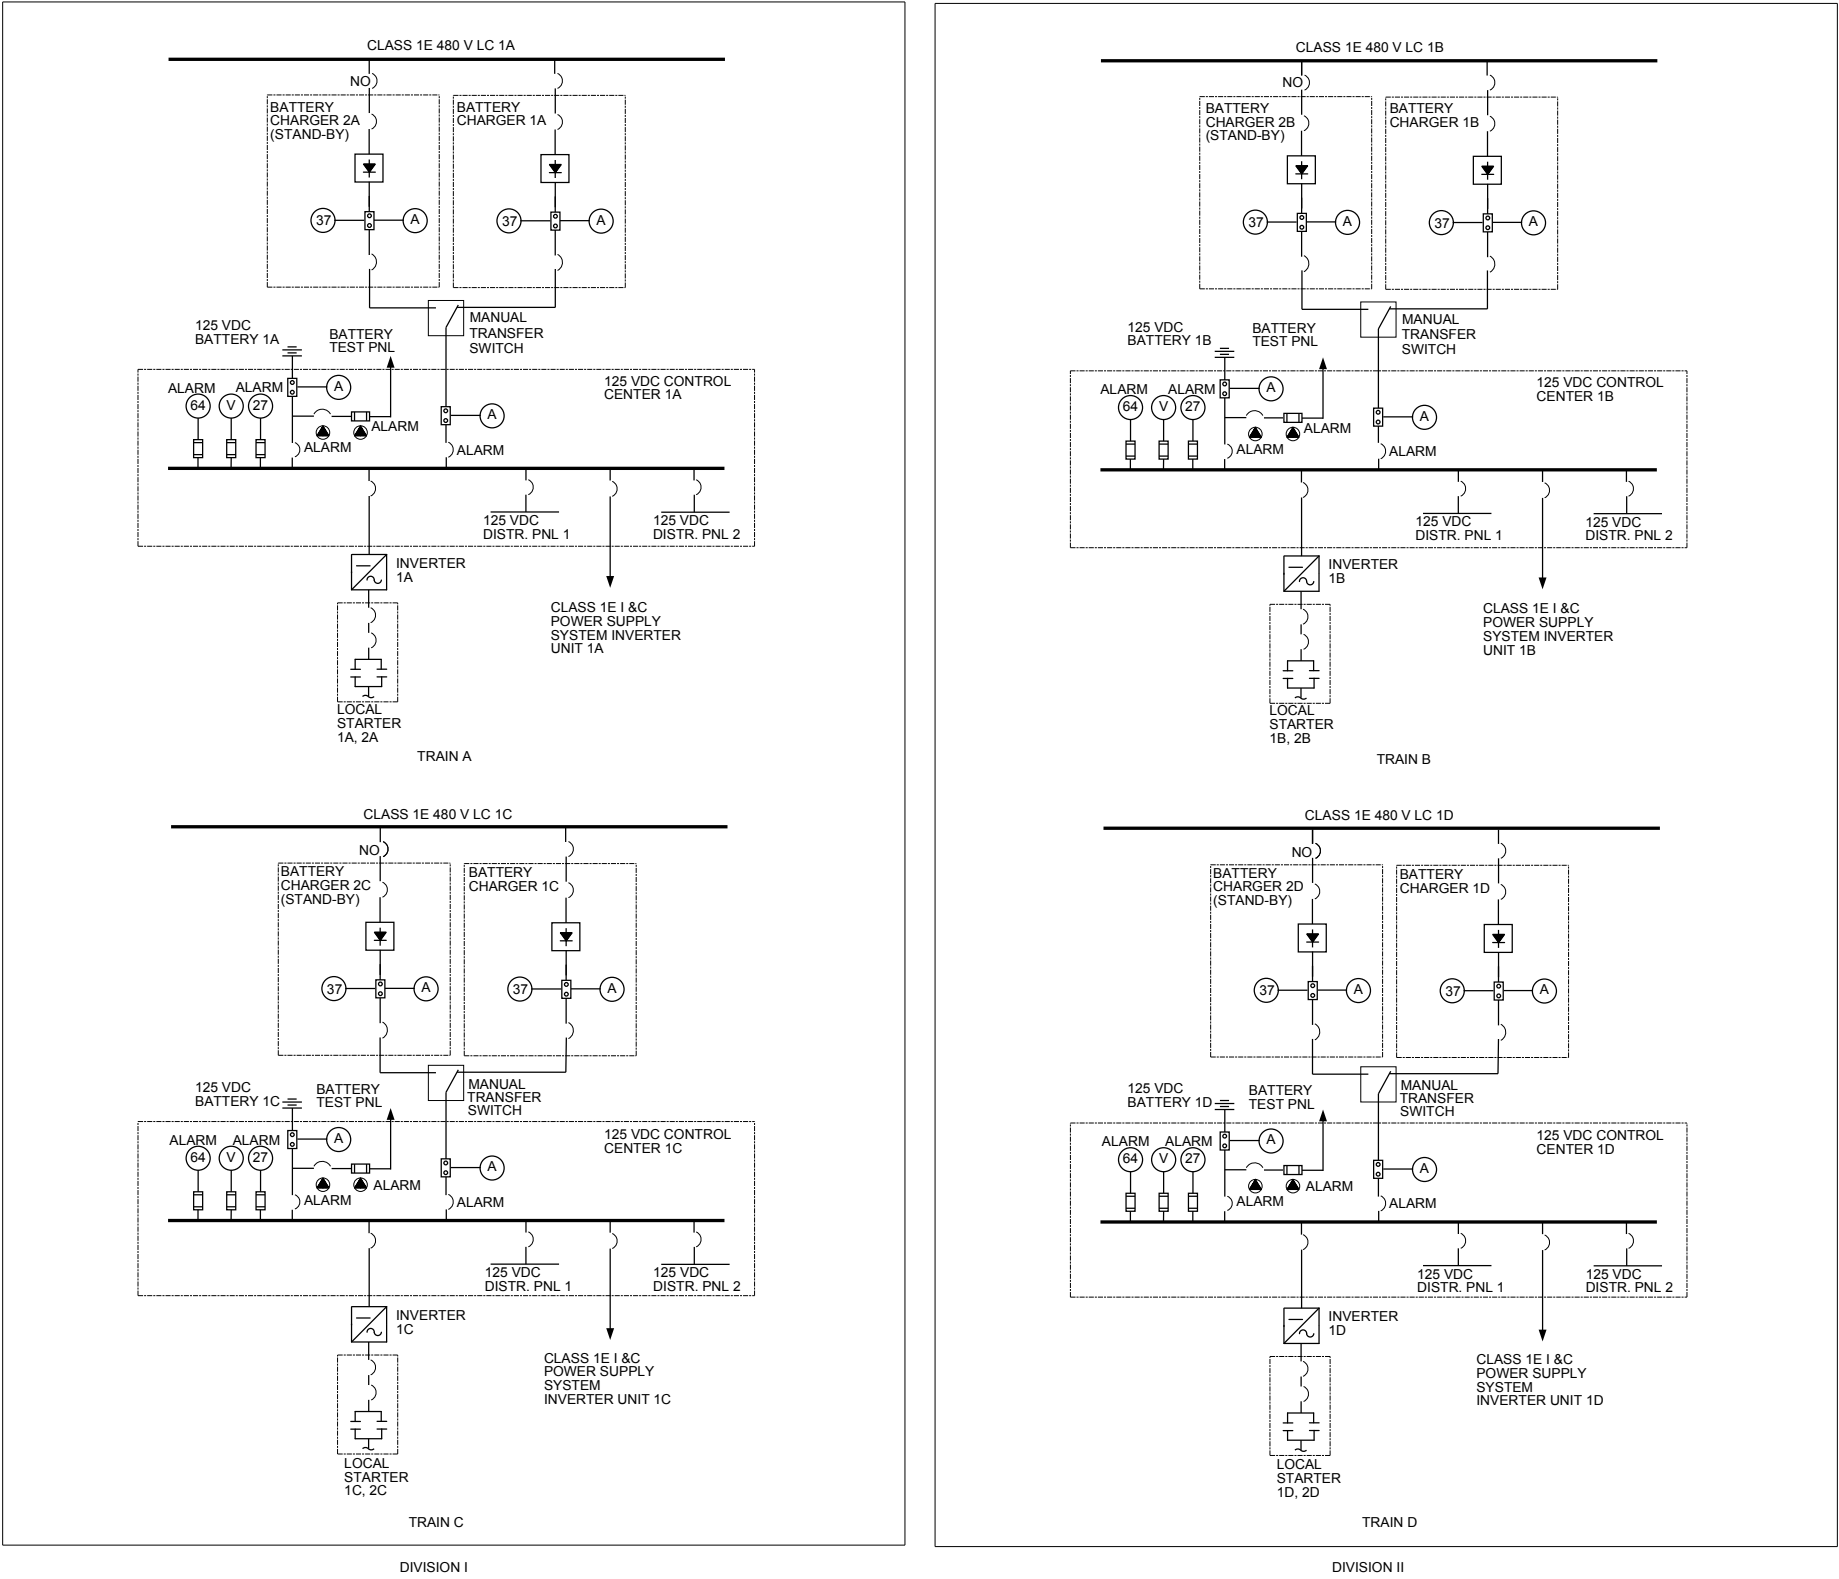 CLASS 1E 480 V LC 1A
NO
BATTERY
CHARGER 2A
(STAND-BY)
BATTERY
CHARGER 1A
37
A
37
A
MANUAL
TRANSFER
SWITCH
125 VDC
BATTERY 1A
BATTERY
TEST PNL
125 VDC CONTROL
CENTER 1A
ALARM
ALARM
A
64
V
27
A
ALARM
ALARM
ALARM
125 VDC
DISTR. PNL 1
125 VDC
DISTR. PNL 2
INVERTER
1A
CLASS 1E I &C
POWER SUPPLY
SYSTEM INVERTER
UNIT 1A
LOCAL
STARTER
1A, 2A
TRAIN A
CLASS 1E 480 V LC 1C
NO
BATTERY
CHARGER 2C
(STAND-BY)
BATTERY
CHARGER 1C
37
A
37
A
MANUAL
TRANSFER
SWITCH
125 VDC
BATTERY 1C
BATTERY
TEST PNL
125 VDC CONTROL
CENTER 1C
ALARM
ALARM
A
64
V
27
A
ALARM
ALARM
ALARM
125 VDC
DISTR. PNL 1
125 VDC
DISTR. PNL 2
INVERTER
1C
CLASS 1E I &C
POWER SUPPLY
SYSTEM
INVERTER UNIT 1C
LOCAL
STARTER
1C, 2C
TRAIN C
DIVISION I
CLASS 1E 480 V LC 1B
NO
BATTERY
CHARGER 2B
(STAND-BY)
BATTERY
CHARGER 1B
37
A
37
A
MANUAL
TRANSFER
SWITCH
125 VDC
BATTERY 1B
BATTERY
TEST PNL
125 VDC CONTROL
CENTER 1B
ALARM
ALARM
A
64
V
27
A
ALARM
ALARM
ALARM
125 VDC
DISTR. PNL 1
125 VDC
DISTR. PNL 2
INVERTER
1B
CLASS 1E I &C
POWER SUPPLY
SYSTEM INVERTER
UNIT 1B
LOCAL
STARTER
1B, 2B
TRAIN B
CLASS 1E 480 V LC 1D
NO
BATTERY
CHARGER 2D
(STAND-BY)
BATTERY
CHARGER 1D
37
A
37
A
MANUAL
TRANSFER
SWITCH
125 VDC
BATTERY 1D
BATTERY
TEST PNL
125 VDC CONTROL
CENTER 1D
ALARM
ALARM
A
64
V
27
A
ALARM
ALARM
ALARM
125 VDC
DISTR. PNL 1
125 VDC
DISTR. PNL 2
INVERTER
1D
CLASS 1E I &C
POWER SUPPLY
SYSTEM
INVERTER UNIT 1D
LOCAL
STARTER
1D, 2D
TRAIN D
DIVISION II